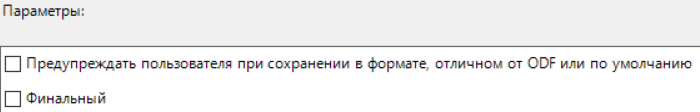 Параметры:
Предупреждать пользователя при сохранении в формате, отличном от ODF или по умолчанию
Финальный